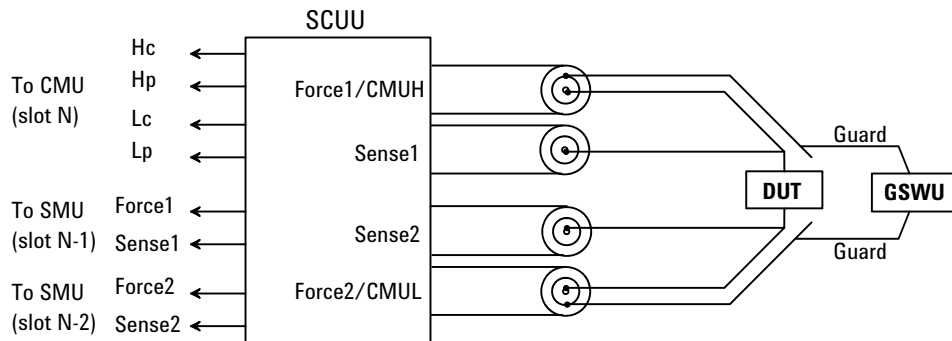 SCUU
Hc
Hp
To CMU
(slot N)
Lc
Lp
To SMU
(slot N-1)
Force1
Sense1
To SMU
(slot N-2)
Force2
Sense2
Force1/CMUH
Sense1
Sense2
Force2/CMUL
Guard
DUT
GSWU
Guard